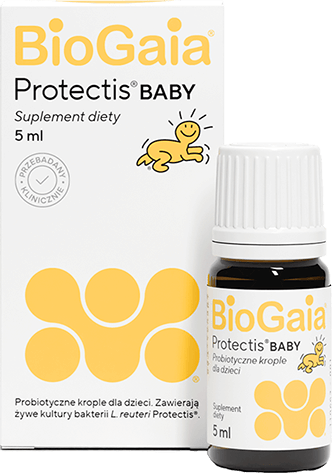 BioGaia®
Protectis® BABY
Suplement diety
5 ml
PRZEBADANY
KLINICZNIE
®
Probiotyczne krople dla dzieci. Zawierają
żywe kultury bakterii L. reuteri Protectis®.
BioGaia
Protectis® BABY
Probiotyczne krople
dla dzieci
Suplement
diety
5 ml